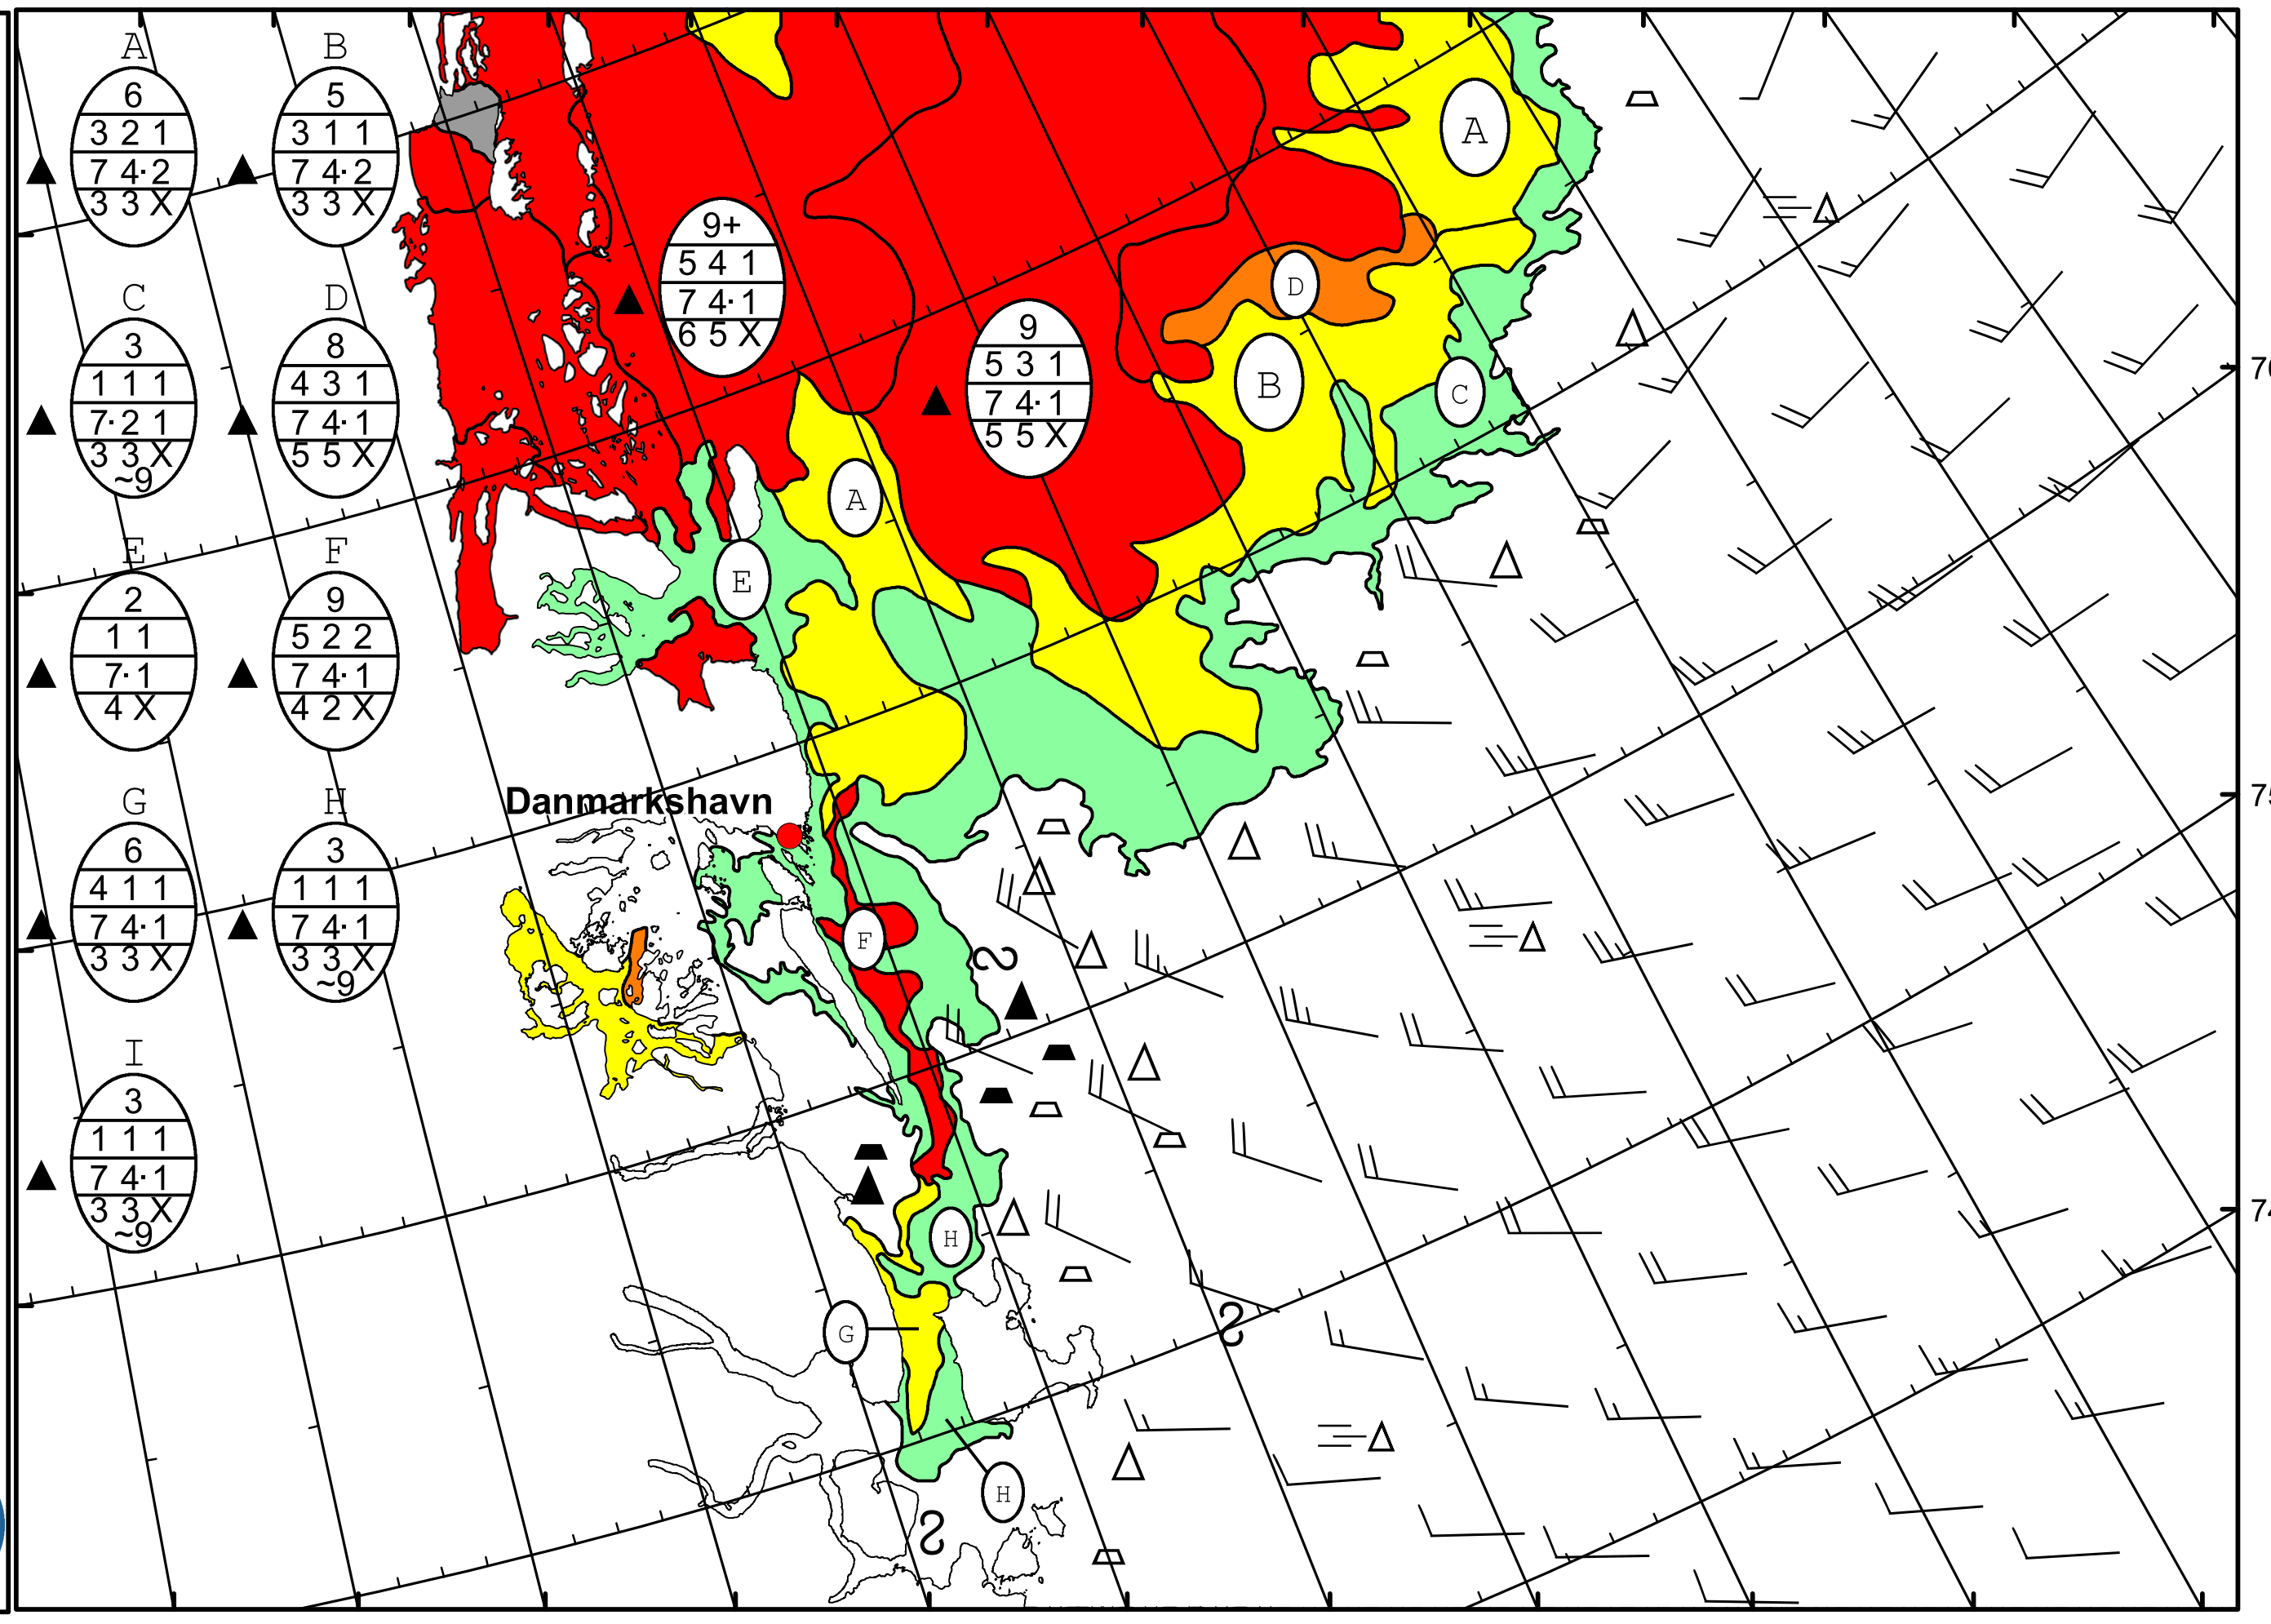 A
6
3 2 1
7 4· 2
3 3 X
B
5
3 1 1
7 4· 2
3 3 X
C
3
1 1 1
7· 2 1
3 3 X
~9
D
8
4 3 1
7 4· 1
5 5 X
E
2
1 1
7· 1
4 X
F
9
5 2 2
7 4· 1
4 2 X
G
6
4 1 1
7 4· 1
3 3 X
H
3
1 1 1
7 4· 1
3 3 X
~9
I
3
1 1 1
7 4· 1
3 3 X
~9
9+
5 4 1
7 4· 1
6 5 X
9
5 3 1
7 4· 1
5 5 X
A
D
B
C
A
E
Danmarkshavn
F
H
G
H